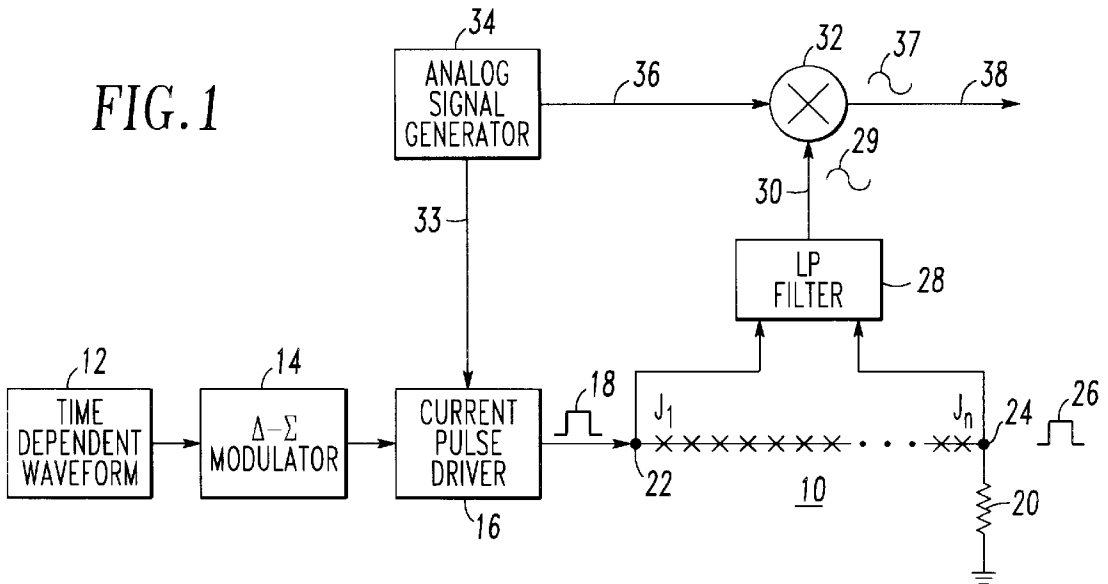 FIG. 1
34
ANALOG
SIGNAL
GENERATOR
36
32
37
38
29
30
33
LP
FILTER
28
12
TIME
DEPENDENT
WAVEFORM
14
Δ–Σ
MODULATOR
CURRENT
PULSE
DRIVER
16
18
J1
Jn
22
24
26
10
20